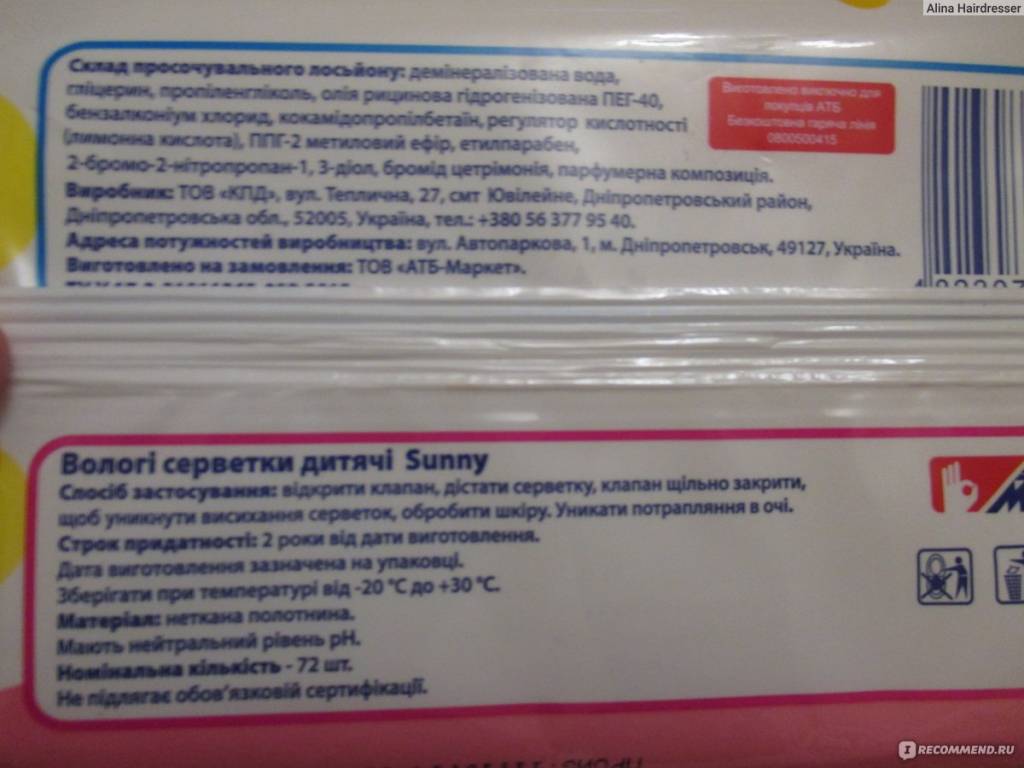 Alina Hairdresser
Склад просочувального лосьйону: демінералізована вода,
гліцерин, пропіленгліколь, олія рицинова гідрогенізована ПЕГ-40,
бензалконіум хлорид, кокамідопропілбетаїн, регулятор кислотності
(лимонна кислота), ППГ-2 метиловий ефір, етилпарабен,
2-бромо-2-нітропропан-1, 3-діол, бромід цетримонія, парфумерна композиція.
Виробник: ТОВ «КПД», вул. Теплична, 27, смт Ювілейне, Дніпропетровський район,
Дніпропетровська обл., 52005, Україна, тел.: +380 56 377 95 40.
Адреса потужностей виробництва: вул. Автопаркова, 1, м. Дніпропетровськ, 49127, Україна.
Виготовлено на замовлення: ТОВ «АТБ-Маркет».
Виготовлено виключно для
покупців АТБ
Безкоштовна гаряча лінія
0800500415
Вологі серветки дитячі Sunny
Спосіб застосування: відкрити клапан, дістати серветку, клапан щільно закрити,
щоб уникнути висихання серветок, обробити шкіру. Уникати потрапляння в очі.
Строк придатності: 2 роки від дати виготовлення.
Дата виготовлення зазначена на упаковці.
Зберігати при температурі від -20 °C до +30 °C.
Матеріал: неткана полотнина.
Мають нейтральний рівень pH.
Номінальна кількість - 72 шт.
Не підлягає обов'язковій сертифікації.
IRECOMMEND.RU